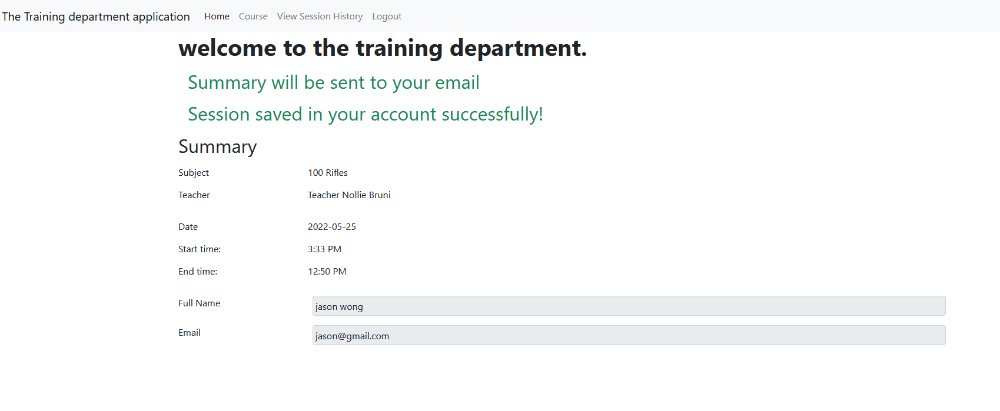 The Training department application Home Course View Session History Logout
welcome to the training department.
Summary will be sent to your email
Session saved in your account successfully!
Summary
Subject 100 Rifles
Teacher Teacher Nollie Bruni
Date 2022-05-25
Start time: 3:33 PM
End time: 12:50 PM
Full Name jason wong
Email jason@gmail.com